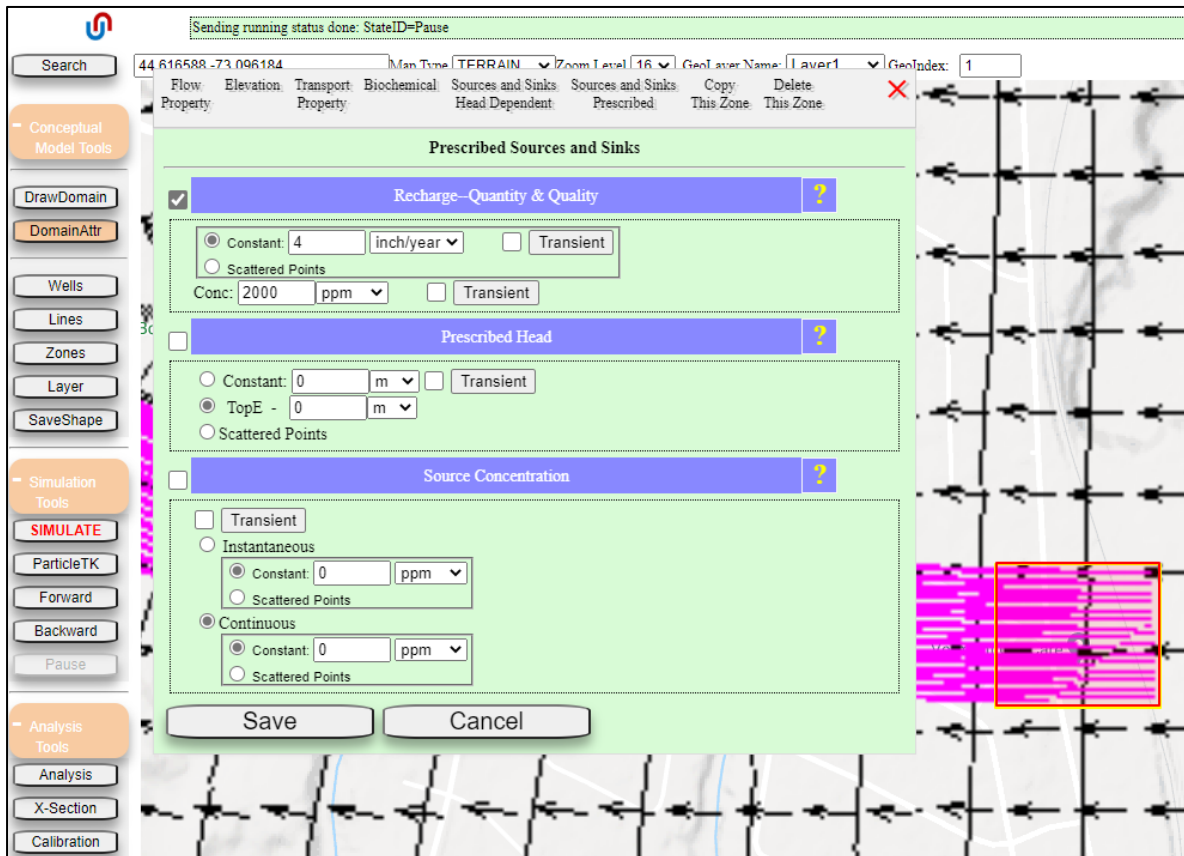 Sending running status done: StateID=Pause
Search
44.616588,-73.096184 Map Type TERRAIN Zoom Level 16 GeoLayer Name: Layer1 GeoIndex: 1
Flow Property
Elevation
Transport Property
Biochemical
Sources and Sinks Head Dependent
Sources and Sinks Prescribed
Copy This Zone
Delete This Zone
Prescribed Sources and Sinks
Recharge--Quantity & Quality ?
Constant: 4 inch/year Transient
Scattered Points
Conc: 2000 ppm Transient
Prescribed Head ?
Constant: 0 m Transient
TopE - 0 m
Scattered Points
Source Concentration ?
Transient
Instantaneous
Constant: 0 ppm
Scattered Points
Continuous
Constant: 0 ppm
Scattered Points
Save Cancel
- Conceptual
Model Tools
DrawDomain
DomainAttr
Wells
Lines
Zones
Layer
SaveShape
- Simulation
Tools
SIMULATE
ParticleTK
Forward
Backward
Pause
- Analysis
Tools
Analysis
X-Section
Calibration